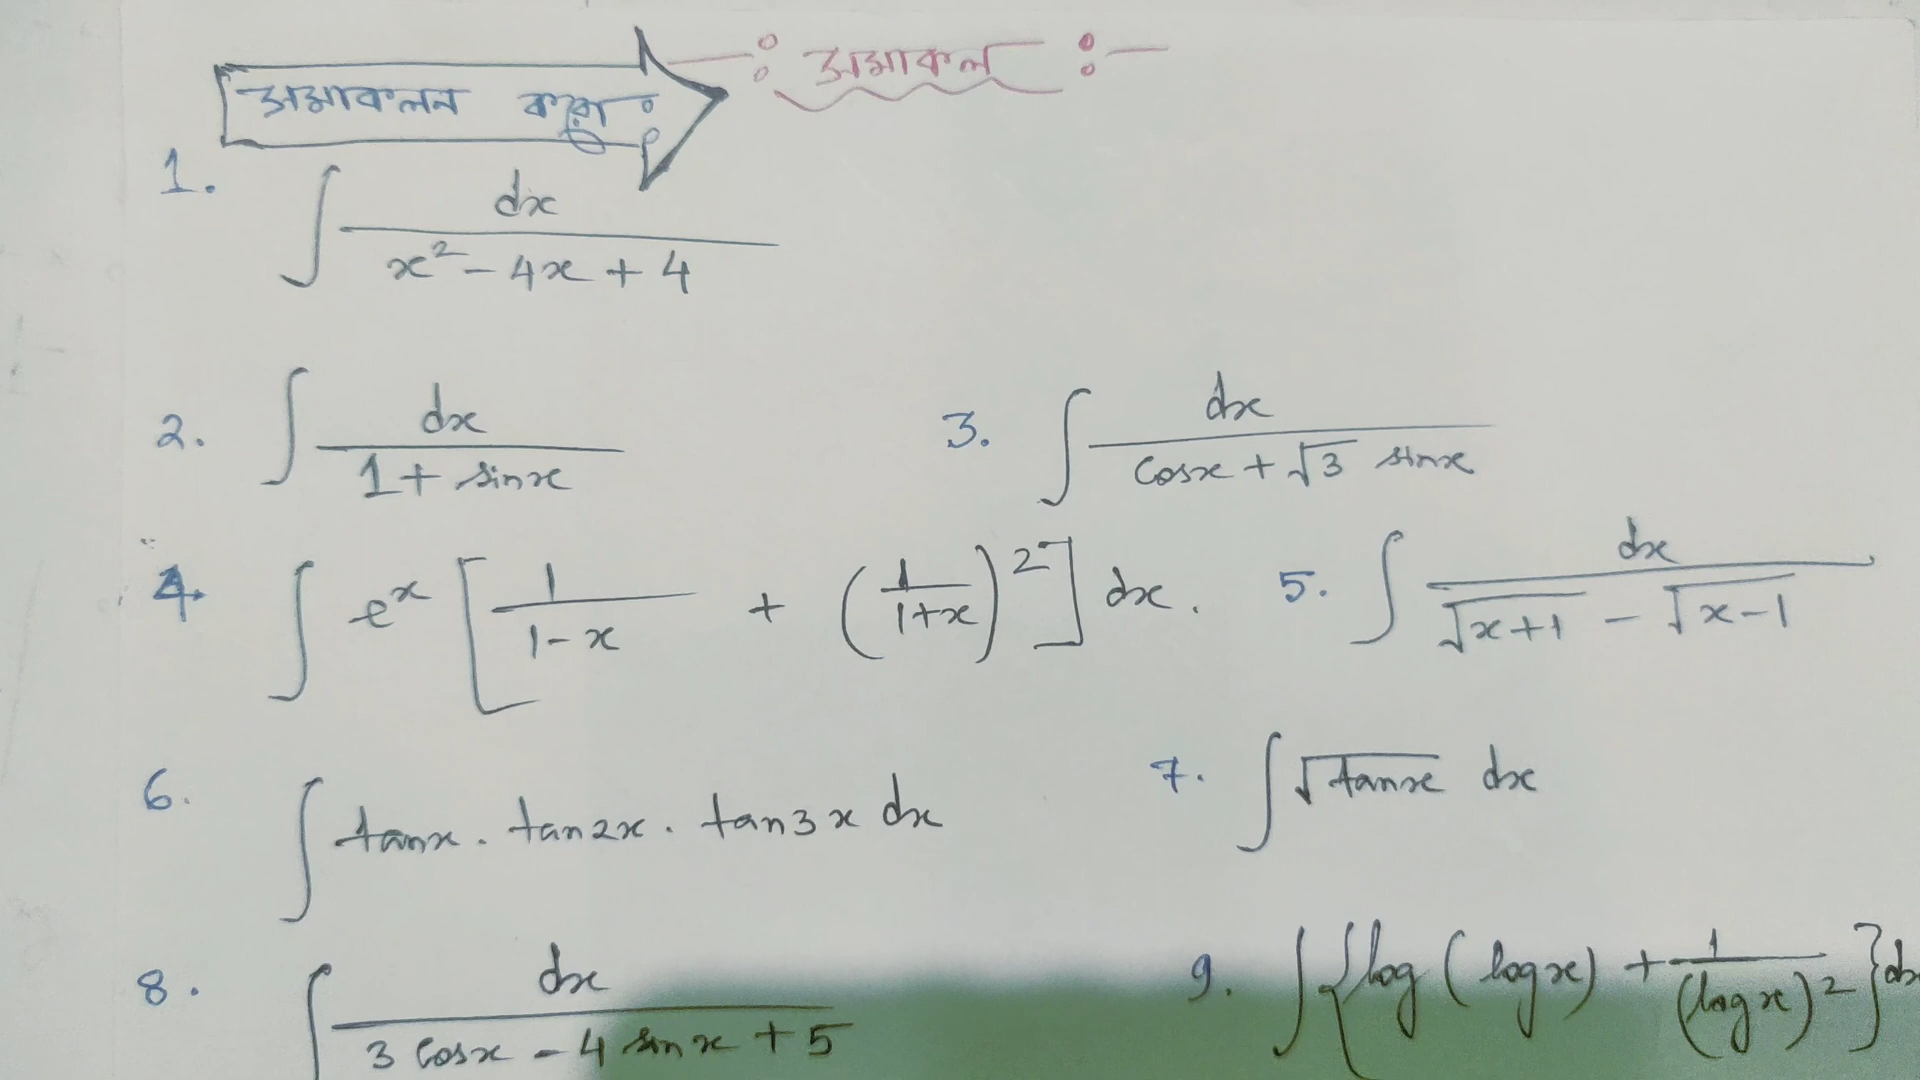 -: সমাকল :-
সমাকলন করো :
1. ∫ dx / (x² - 4x + 4)
2. ∫ dx / (1 + sinx) 3. ∫ dx / (cosx + √3 sinx)
4. ∫ eˣ [ 1/(1-x) + (1/(1+x))² ] dx. 5. ∫ dx / (√(x+1) - √(x-1))
6. ∫ tanx . tan2x . tan3x dx 7. ∫ √tanx dx
8. ∫ dx / (3 cosx - 4 sinx + 5) 9. ∫ { log (logx) + 1/(logx)² } dx